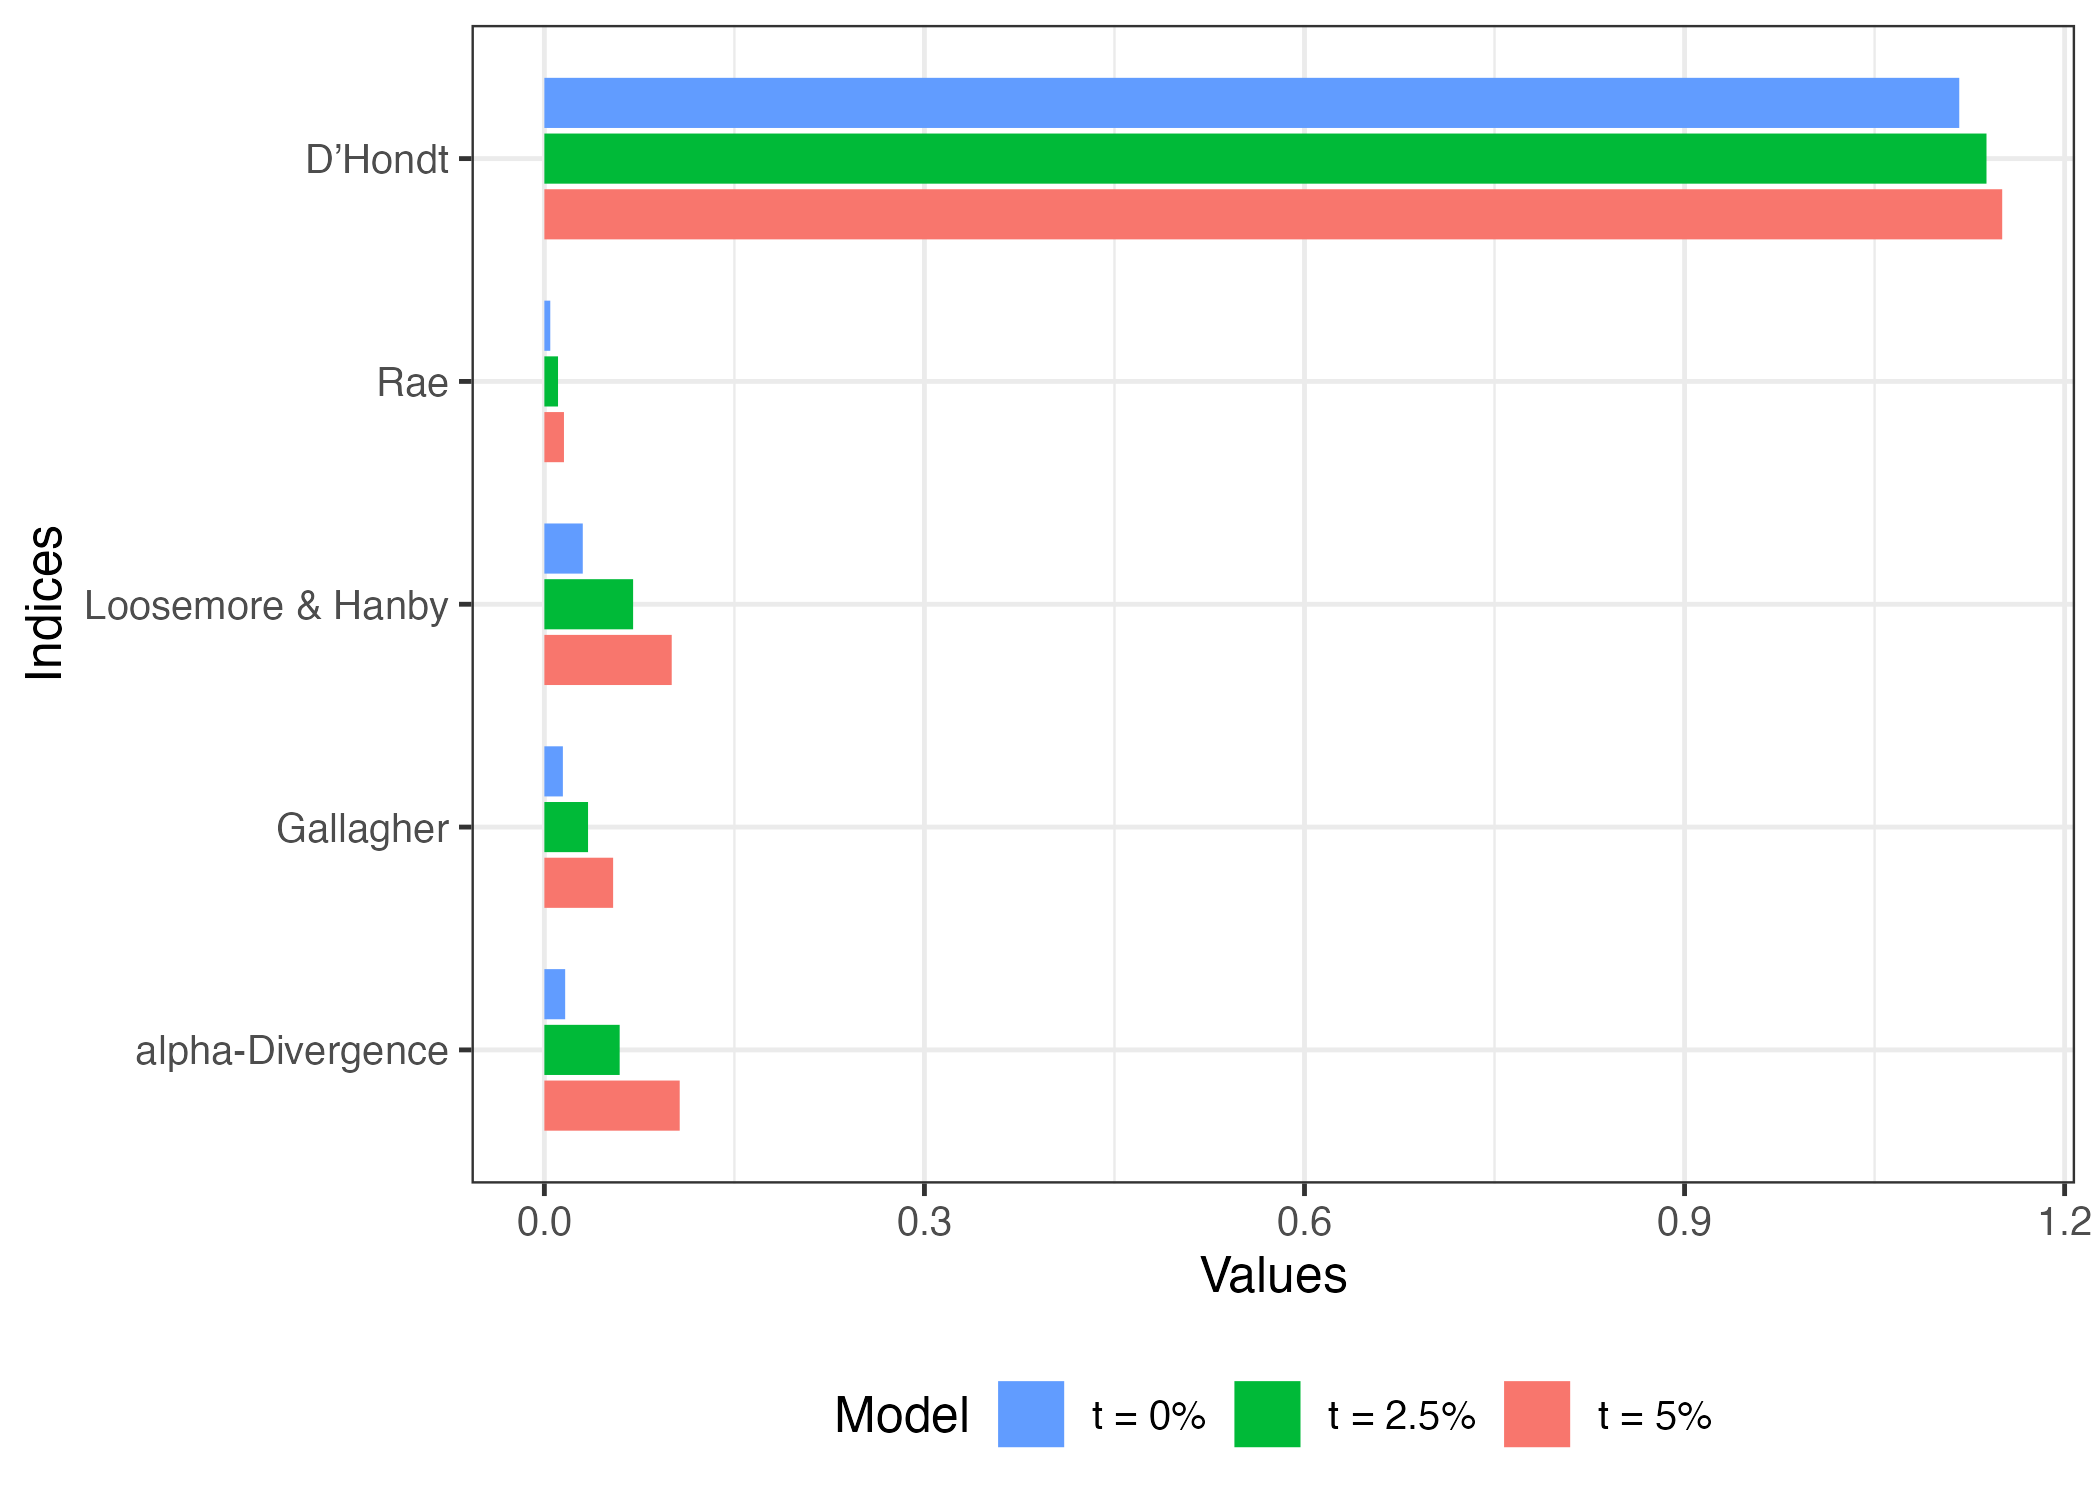 D’Hondt
Rae
Loosemore & Hanby
Gallagher
alpha-Divergence
Indices
0.0 0.3 0.6 0.9 1.2
Values
Model t = 0% t = 2.5% t = 5%